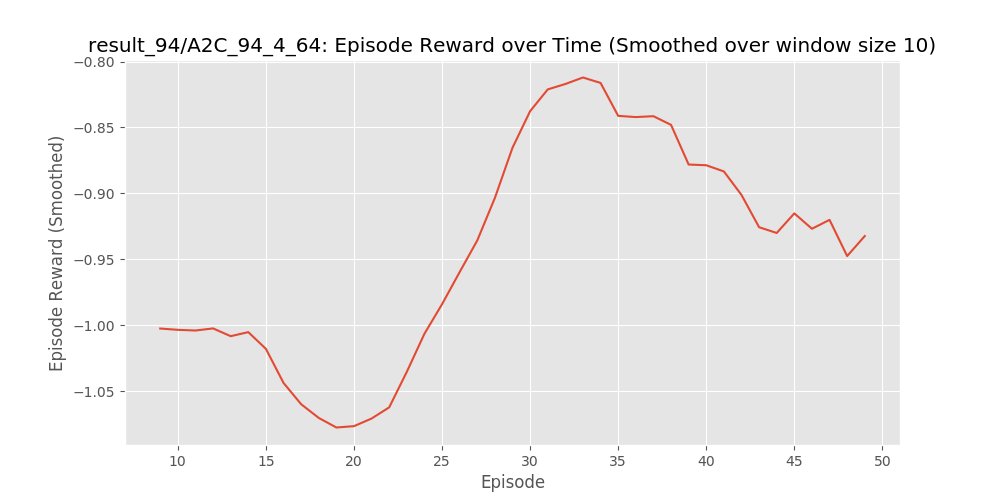 result_94/A2C_94_4_64: Episode Reward over Time (Smoothed over window size 10)
Episode Reward (Smoothed)
−0.80
−0.85
−0.90
−0.95
−1.00
−1.05
10 15 20 25 30 35 40 45 50
Episode